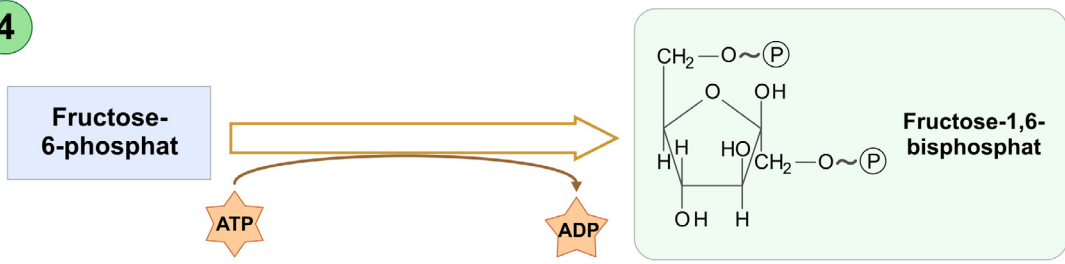 4
CH₂—O～P
Fructose-
6-phosphat
O
OH
Fructose-1,6-
bisphosphat
H
H
HO
CH₂—O～P
OH
H
ATP
ADP